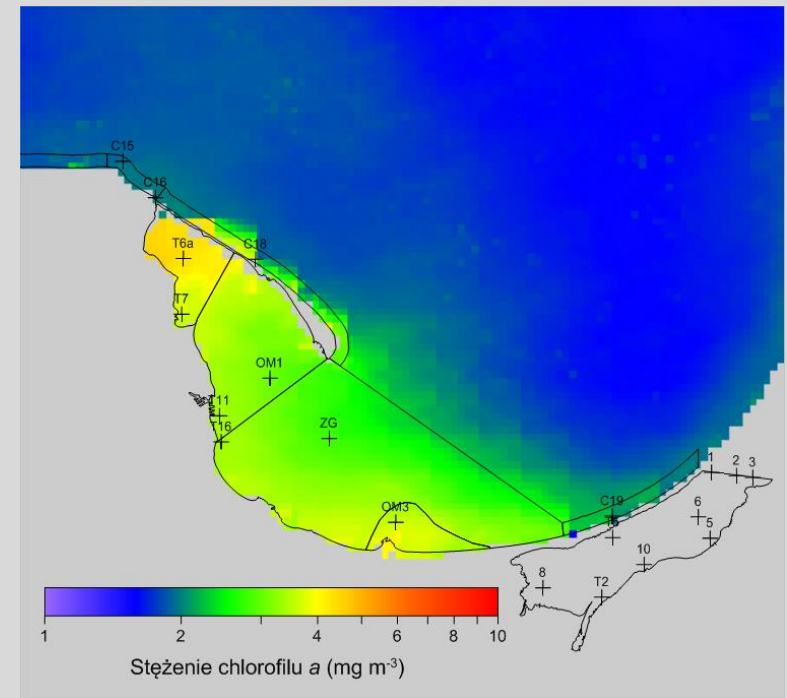 C15
C16
T6a
C18
T7
OM1
T11
T16
ZG
1
2
3
OM3
C19
6
5
10
8
T2
1
2
4
6
8
10
Stężenie chlorofilu a (mg m⁻³)